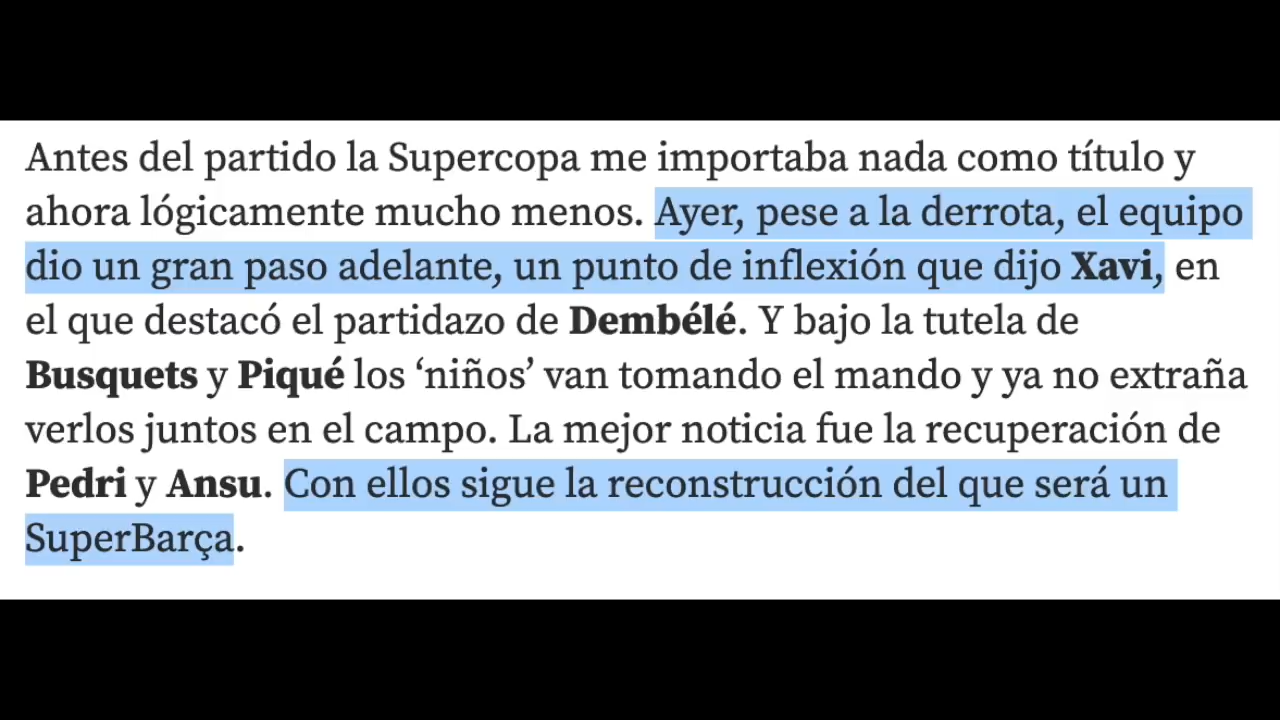 Antes del partido la Supercopa me importaba nada como título y
ahora lógicamente mucho menos. Ayer, pese a la derrota, el equipo
dio un gran paso adelante, un punto de inflexión que dijo Xavi, en
el que destacó el partidazo de Dembélé. Y bajo la tutela de
Busquets y Piqué los ‘niños’ van tomando el mando y ya no extraña
verlos juntos en el campo. La mejor noticia fue la recuperación de
Pedri y Ansu. Con ellos sigue la reconstrucción del que será un
SuperBarça.